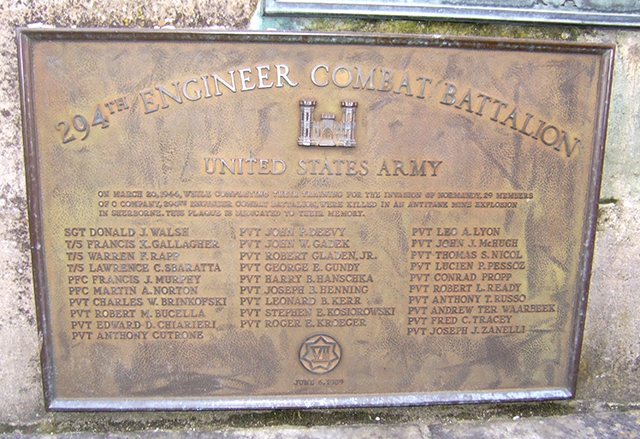 294TH ENGINEER COMBAT BATTALION
UNITED STATES ARMY
ON MARCH 20, 1944, WHILE COMPLETING THEIR TRAINING FOR THE INVASION OF NORMANDY, 29 MEMBERS
OF C COMPANY, 294TH ENGINEER COMBAT BATTALION, WERE KILLED IN AN ANTITANK MINE EXPLOSION
IN SHERBORNE. THIS PLAQUE IS DEDICATED TO THEIR MEMORY.
SGT DONALD J. WALSH
T/5 FRANCIS X. GALLAGHER
T/5 WARREN F. RAPP
T/5 LAWRENCE C. SBARATTA
PFC FRANCIS J. MURPHY
PFC MARTIN A. NORTON
PVT CHARLES W. BRINKOFSKI
PVT ROBERT M. BUCELLA
PVT EDWARD D. CHIARIERI
PVT ANTHONY CUTRONE
PVT JOHN P. DEEVY
PVT JOHN W. GADEK
PVT ROBERT GLADEN, JR.
PVT GEORGE E. GUNDY
PVT HARRY B. HANSCHKA
PVT JOSEPH B. HENNING
PVT LEONARD B. KERR
PVT STEPHEN E. KOSIOROWSKI
PVT ROGER E. KROEGER
PVT LEO A. LYON
PVT JOHN J. MCHUGH
PVT THOMAS S. NICOL
PVT LUCIEN P. PESSOZ
PVT CONRAD PROPP
PVT ROBERT L. READY
PVT ANTHONY T. RUSSO
PVT ANDREW TER WAARBEEK
PVT FRED C. TRACEY
PVT JOSEPH J. ZANELLI
VII
JUNE 6, 1989